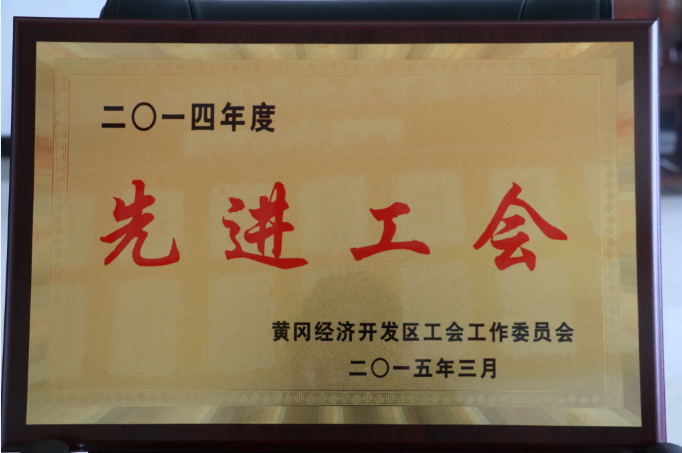 二〇一四年度
先进工会
黄冈经济开发区工会工作委员会
二〇一五年三月